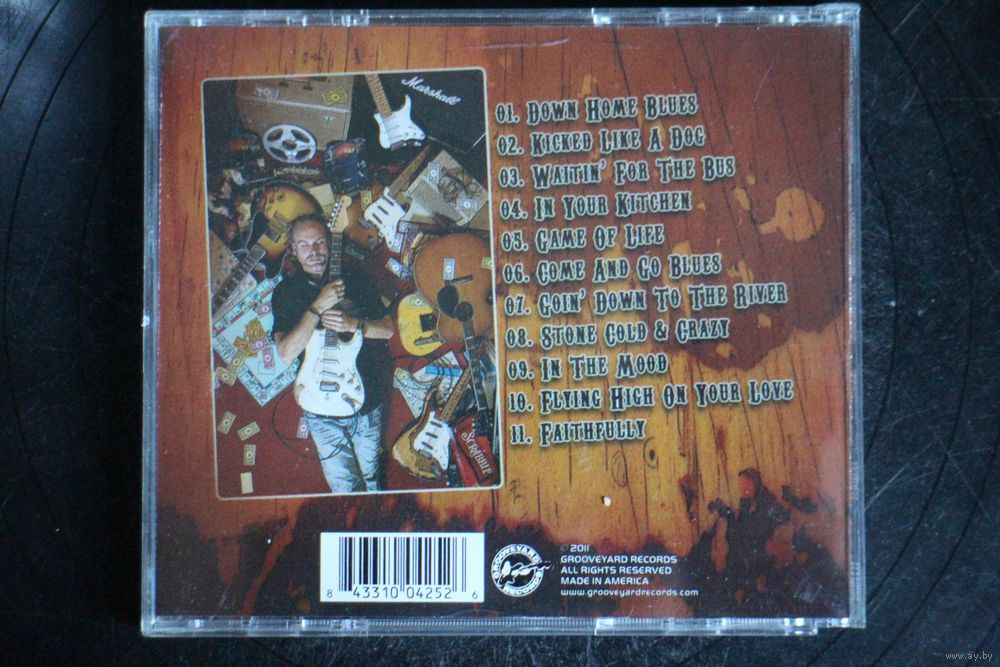 Marshall
01. Down Home Blues
02. Kicked Like A Dog
03. Waitin' For The Bus
04. In Your Kitchen
05. Game Of Life
06. Come And Go Blues
07. Goin' Down To The River
08. Stone Cold & Crazy
09. In The Mood
10. Flying High On Your Love
11. Faithfully
SCRABBLE
8 43310 04252 6
GROOVEYARD RECORDS
© 2011
GROOVEYARD RECORDS
ALL RIGHTS RESERVED
MADE IN AMERICA
www.grooveyardrecords.com
www.ay.by